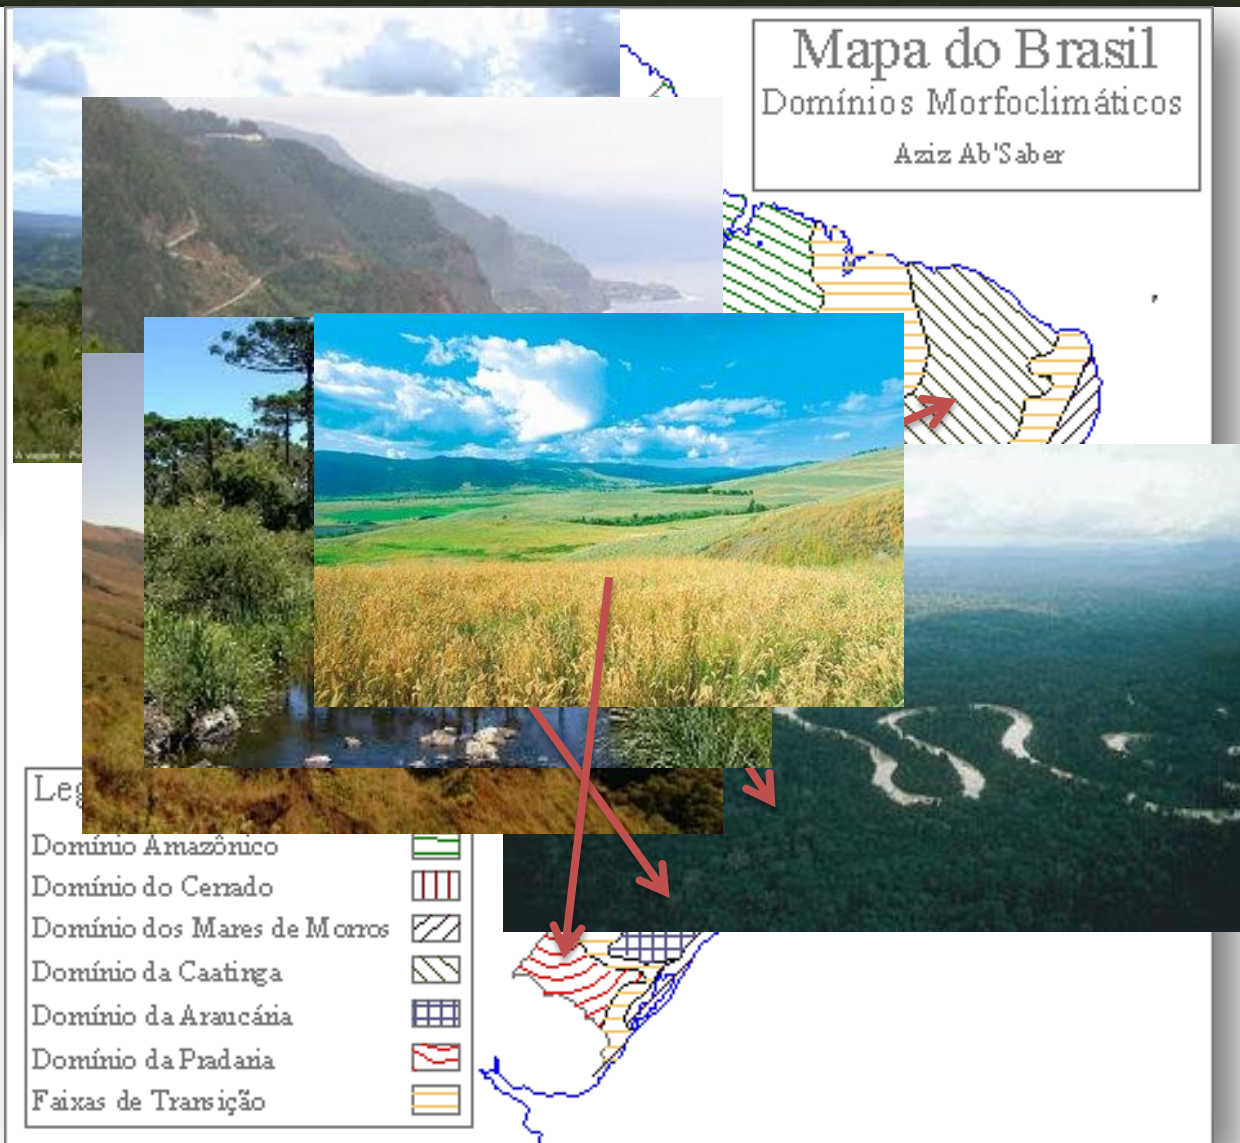 Mapa do Brasil
Domínios Morfoclimáticos
Aziz Ab'Saber
Domínio Amazônico
Domínio do Cerrado
Domínio dos Mares de Morros
Domínio da Caatinga
Domínio da Araucária
Domínio da Pradaria
Faixas de Transição